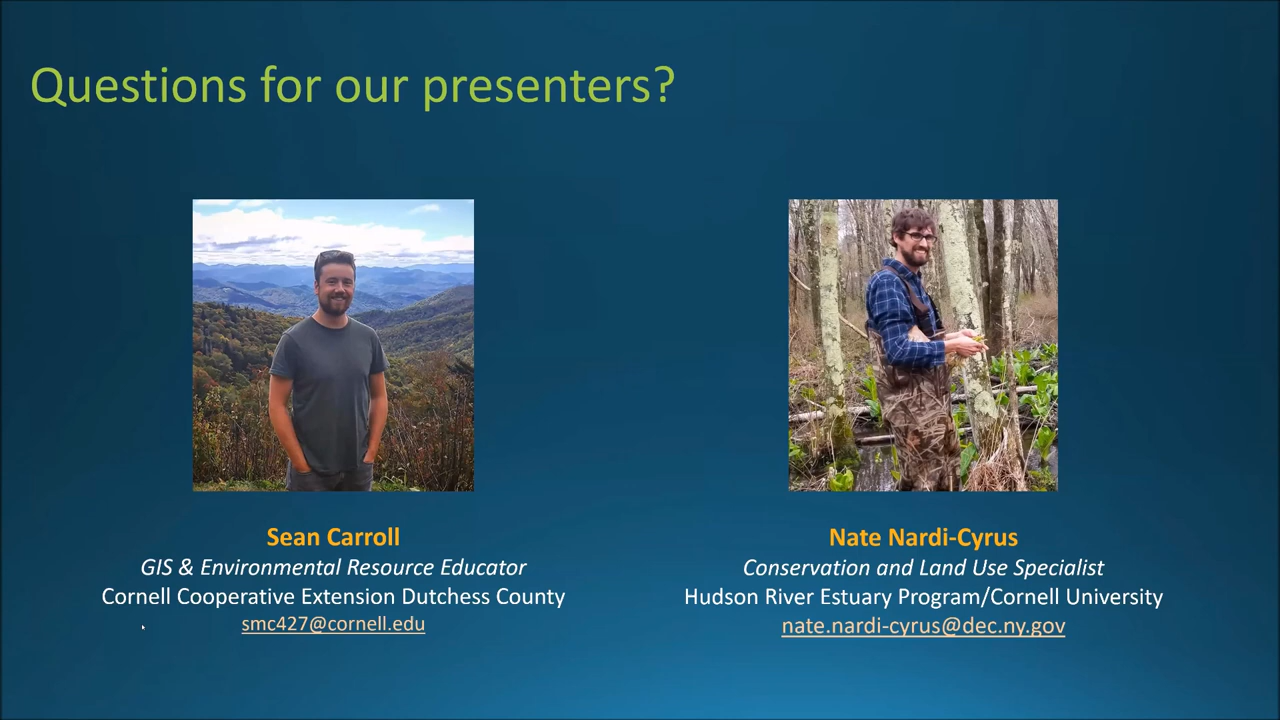 Questions for our presenters?
Sean Carroll
GIS & Environmental Resource Educator
Cornell Cooperative Extension Dutchess County
smc427@cornell.edu
Nate Nardi-Cyrus
Conservation and Land Use Specialist
Hudson River Estuary Program/Cornell University
nate.nardi-cyrus@dec.ny.gov